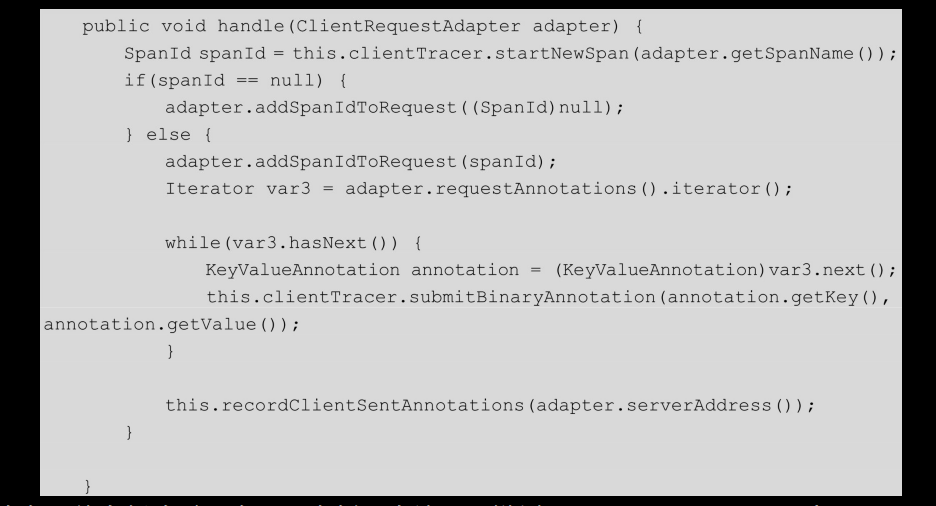 public void handle(ClientRequestAdapter adapter) {
SpanId spanId = this.clientTracer.startNewSpan(adapter.getSpanName());
if(spanId == null) {
adapter.addSpanIdToRequest((SpanId)null);
} else {
adapter.addSpanIdToRequest(spanId);
Iterator var3 = adapter.requestAnnotations().iterator();
while(var3.hasNext()) {
KeyValueAnnotation annotation = (KeyValueAnnotation)var3.next();
this.clientTracer.submitBinaryAnnotation(annotation.getKey(),
annotation.getValue());
}
this.recordClientSentAnnotations(adapter.serverAddress());
}
}